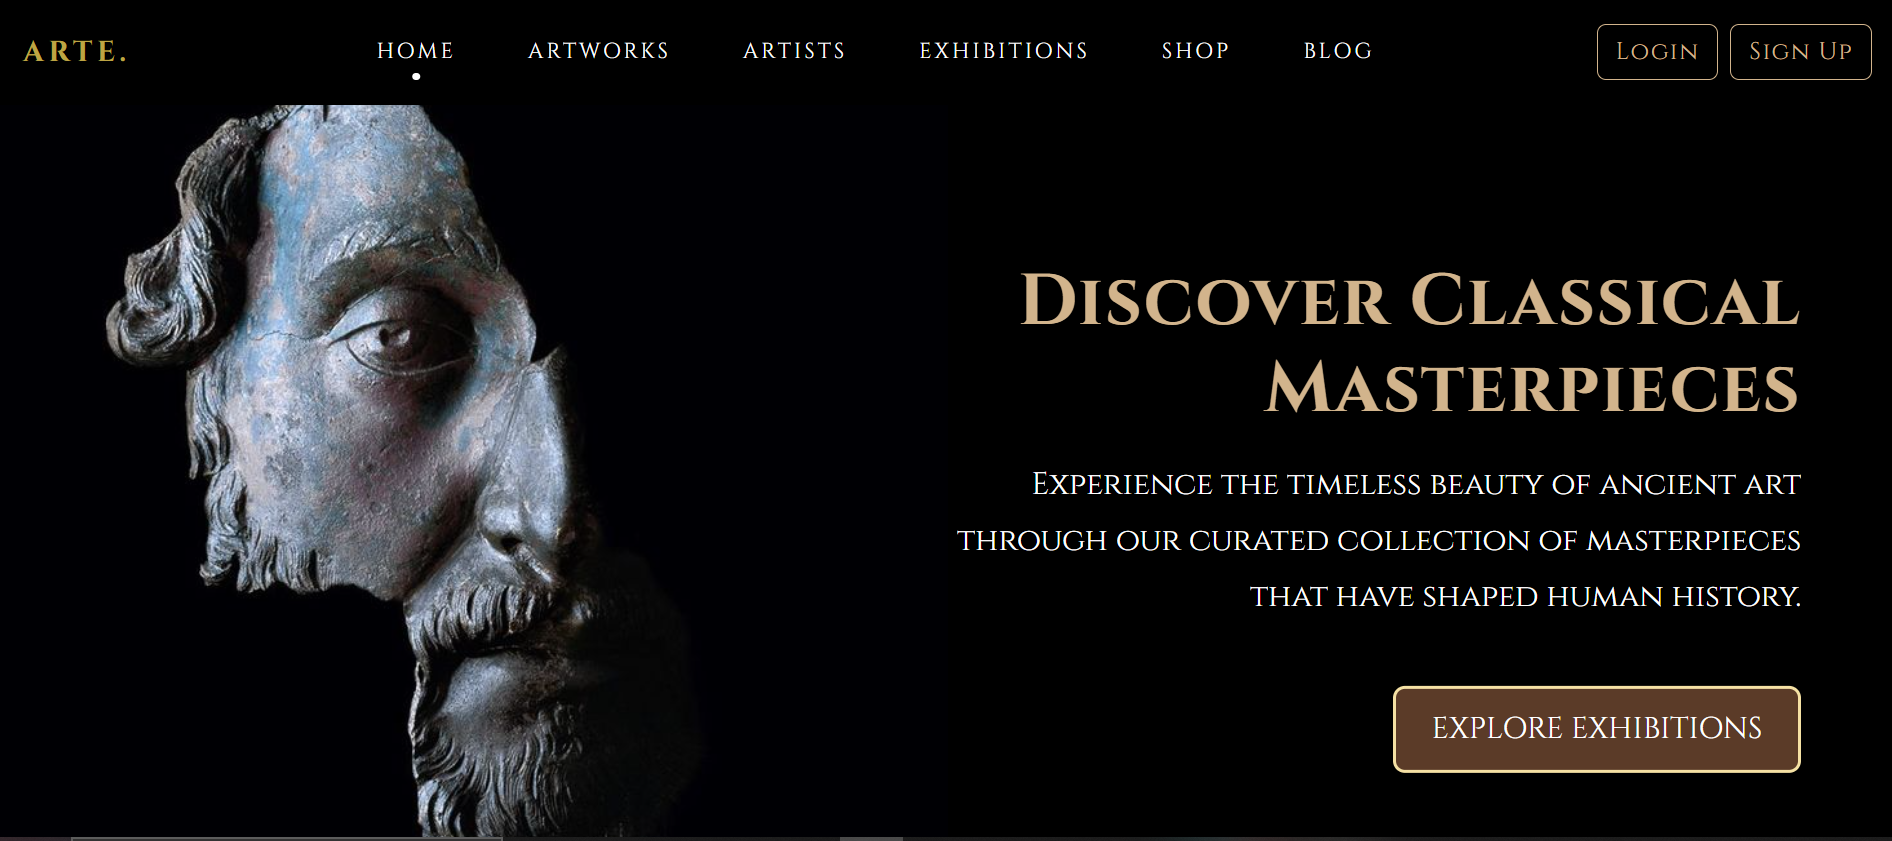 ARTE.
HOME
ARTWORKS
ARTISTS
EXHIBITIONS
SHOP
BLOG
Login
Sign Up
Discover Classical
Masterpieces
Experience the timeless beauty of ancient art
through our curated collection of masterpieces
that have shaped human history.
EXPLORE EXHIBITIONS